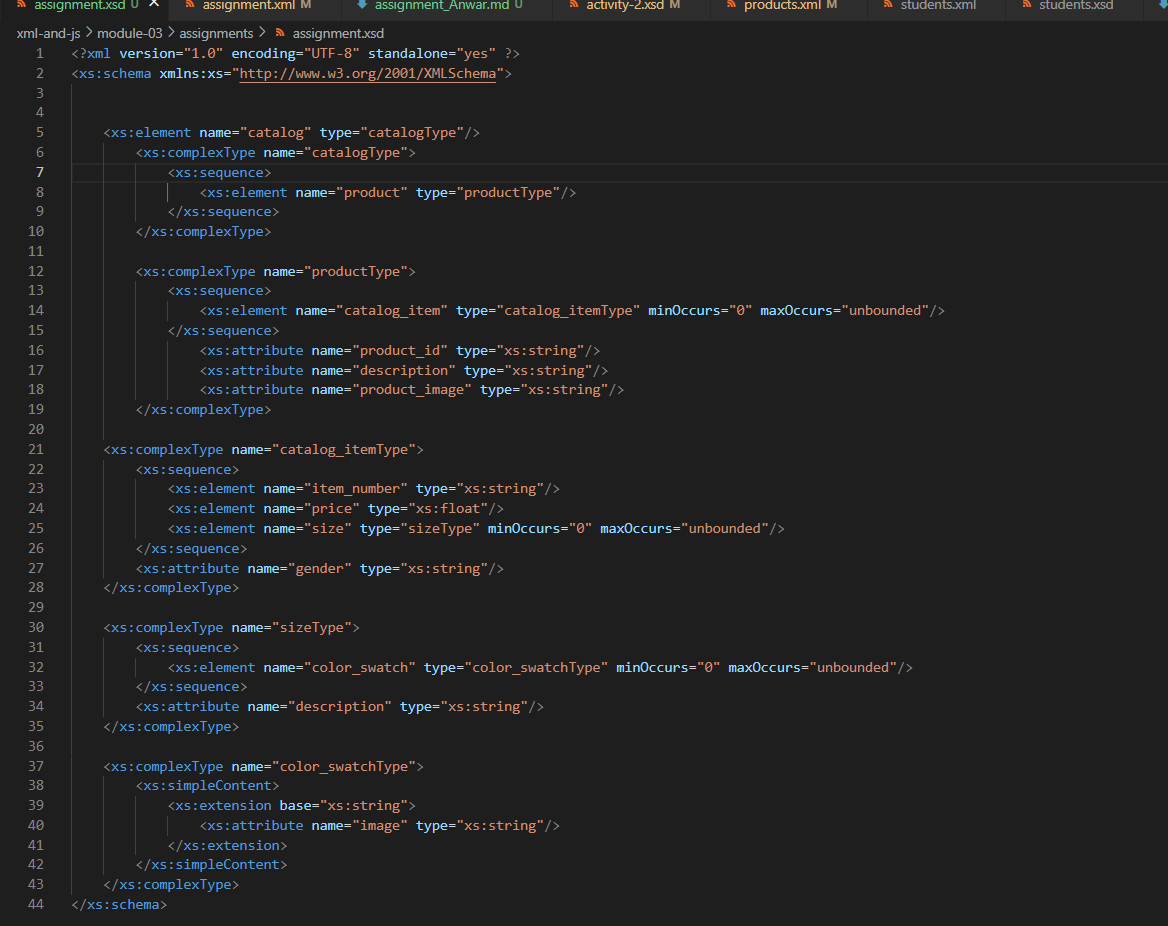 assignment.xsd U × assignment.xml M assignment_Anwar.md U activity-2.xsd M products.xml M students.xml students.xsd
xml-and-js > module-03 > assignments > assignment.xsd
1 <?xml version="1.0" encoding="UTF-8" standalone="yes" ?>
2 <xs:schema xmlns:xs="http://www.w3.org/2001/XMLSchema">
3
4
5 <xs:element name="catalog" type="catalogType"/>
6 <xs:complexType name="catalogType">
7 <xs:sequence>
8 <xs:element name="product" type="productType"/>
9 </xs:sequence>
10 </xs:complexType>
11
12 <xs:complexType name="productType">
13 <xs:sequence>
14 <xs:element name="catalog_item" type="catalog_itemType" minOccurs="0" maxOccurs="unbounded"/>
15 </xs:sequence>
16 <xs:attribute name="product_id" type="xs:string"/>
17 <xs:attribute name="description" type="xs:string"/>
18 <xs:attribute name="product_image" type="xs:string"/>
19 </xs:complexType>
20
21 <xs:complexType name="catalog_itemType">
22 <xs:sequence>
23 <xs:element name="item_number" type="xs:string"/>
24 <xs:element name="price" type="xs:float"/>
25 <xs:element name="size" type="sizeType" minOccurs="0" maxOccurs="unbounded"/>
26 </xs:sequence>
27 <xs:attribute name="gender" type="xs:string"/>
28 </xs:complexType>
29
30 <xs:complexType name="sizeType">
31 <xs:sequence>
32 <xs:element name="color_swatch" type="color_swatchType" minOccurs="0" maxOccurs="unbounded"/>
33 </xs:sequence>
34 <xs:attribute name="description" type="xs:string"/>
35 </xs:complexType>
36
37 <xs:complexType name="color_swatchType">
38 <xs:simpleContent>
39 <xs:extension base="xs:string">
40 <xs:attribute name="image" type="xs:string"/>
41 </xs:extension>
42 </xs:simpleContent>
43 </xs:complexType>
44 </xs:schema>